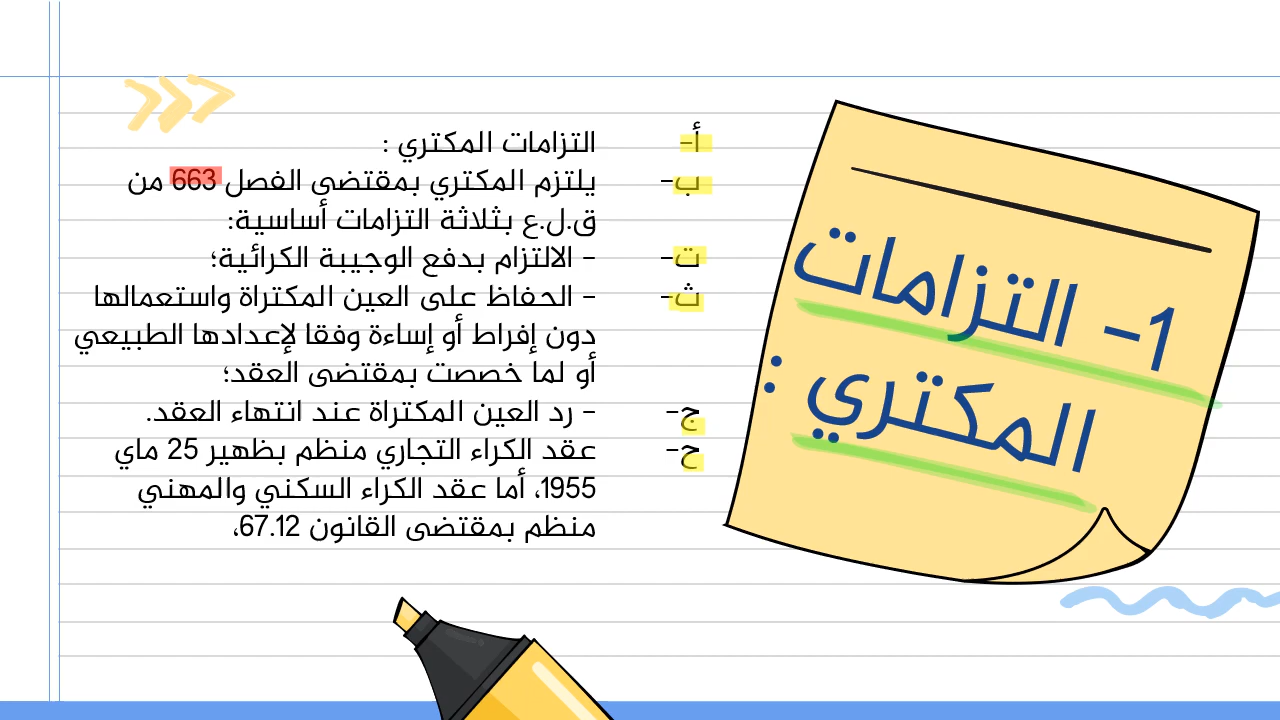 1- التزامات
المكتري :
أ- التزامات المكتري :
ب- يلتزم المكتري بمقتضى الفصل 663 من
ق.ل.ع بثلاثة التزامات أساسية:
ت- - الالتزام بدفع الوجيبة الكرائية؛
ث- - الحفاظ على العين المكتراة واستعمالها
دون إفراط أو إساءة وفقا لإعدادها الطبيعي
أو لما خصصت بمقتضى العقد؛
ج- - رد العين المكتراة عند انتهاء العقد.
ح- عقد الكراء التجاري منظم بظهير 25 ماي
1955، أما عقد الكراء السكني والمهني
منظم بمقتضى القانون 67.12،